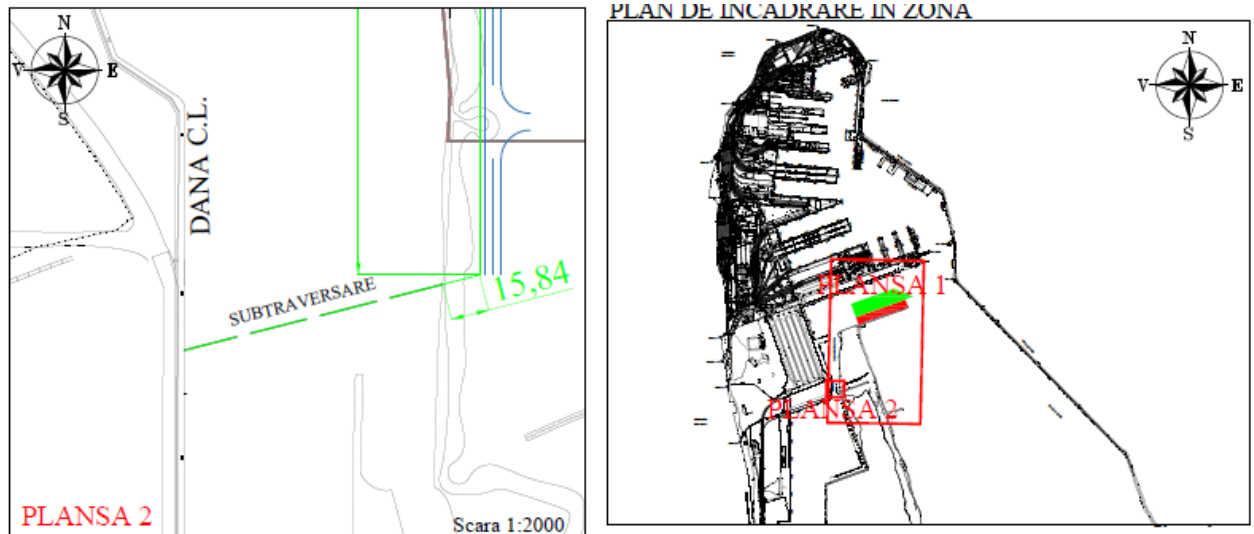 N
V
E
S
DANA C.L.
SUBTRAVERSARE
15,84
PLANSA 2
Scara 1:2000
PLAN DE INCADRARE IN ZONA
N
V
E
S
PLANSA 1
PLANSA 2